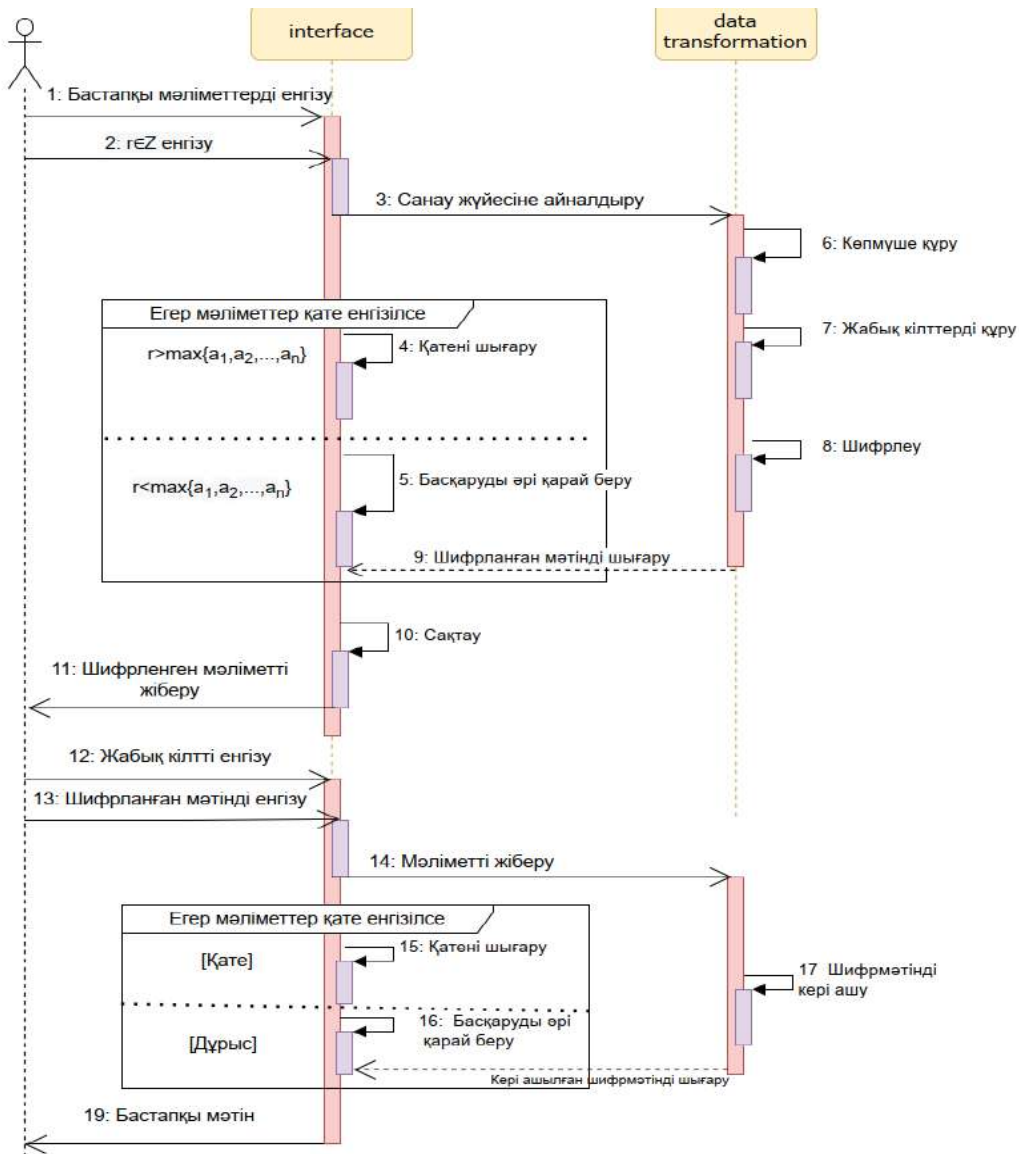 interface
data
transformation
1: Бастапқы мәліметтерді енгізу
2: r∈Z енгізу
3: Санау жүйесіне айналдыру
6: Көпмүше құру
Егер мәліметтер қате енгізілсе
7: Жабық кілттерді құру
4: Қатені шығару
r>max{a₁,a₂,...,aₙ}
8: Шифрлеу
5: Басқаруды әрі қарай беру
r<max{a₁,a₂,...,aₙ}
9: Шифрланған мәтінді шығару
10: Сақтау
11: Шифрленген мәліметті
жіберу
12: Жабық кілтті енгізу
13: Шифрланған мәтінді енгізу
14: Мәліметті жіберу
Егер мәліметтер қате енгізілсе
15: Қатені шығару
[Қате]
17 Шифрмәтінді
кері ашу
16: Басқаруды әрі
қарай беру
[Дұрыс]
Кері ашылған шифрмәтінді шығару
19: Бастапқы мәтін